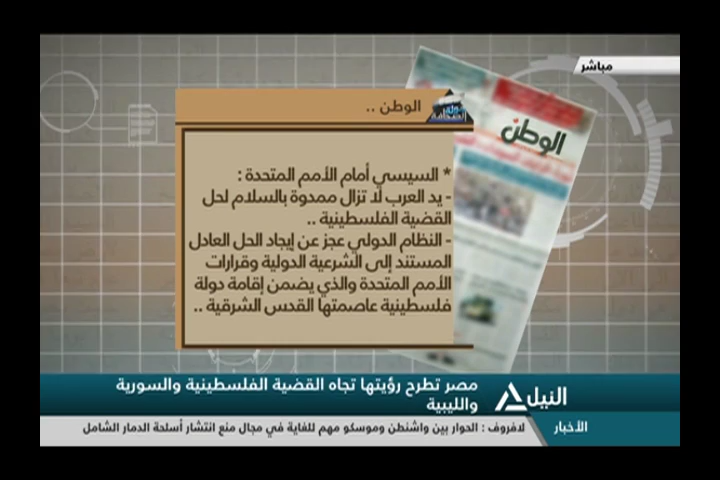 مباشر
الوطن ..
الوطن
* السيسي أمام الأمم المتحدة :
- يد العرب لا تزال ممدوة بالسلام لحل
القضية الفلسطينية ..
- النظام الدولي عجز عن إيجاد الحل العادل
المستند إلى الشرعية الدولية وقرارات
الأمم المتحدة والذي يضمن إقامة دولة
فلسطينية عاصمتها القدس الشرقية ..
النيل
مصر تطرح رؤيتها تجاه القضية الفلسطينية والسورية
والليبية
الأخبار
لافروف : الحوار بين واشنطن وموسكو مهم للغاية في مجال منع انتشار أسلحة الدمار الشامل